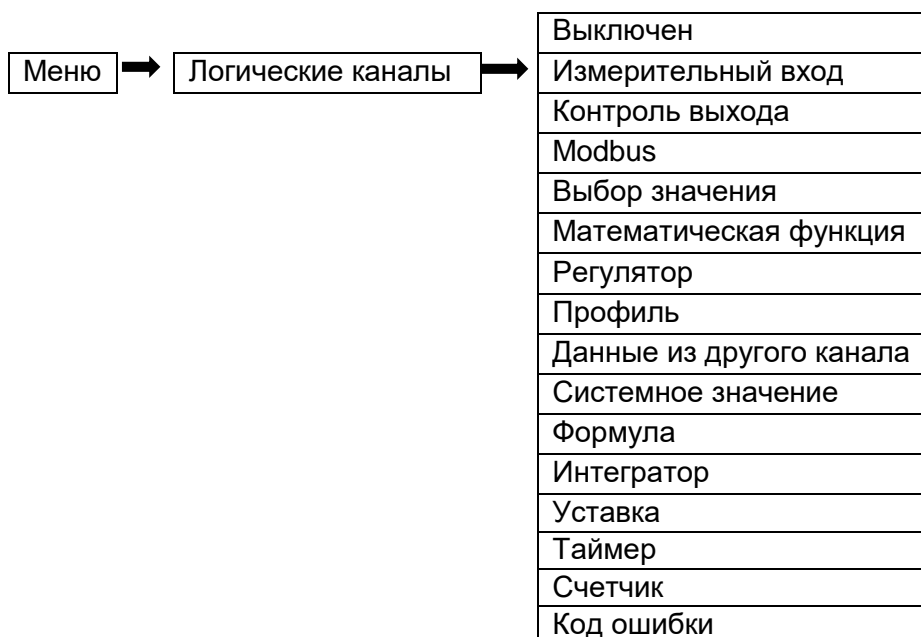 Меню
Логические каналы
Выключен
Измерительный вход
Контроль выхода
Modbus
Выбор значения
Математическая функция
Регулятор
Профиль
Данные из другого канала
Системное значение
Формула
Интегратор
Уставка
Таймер
Счетчик
Код ошибки